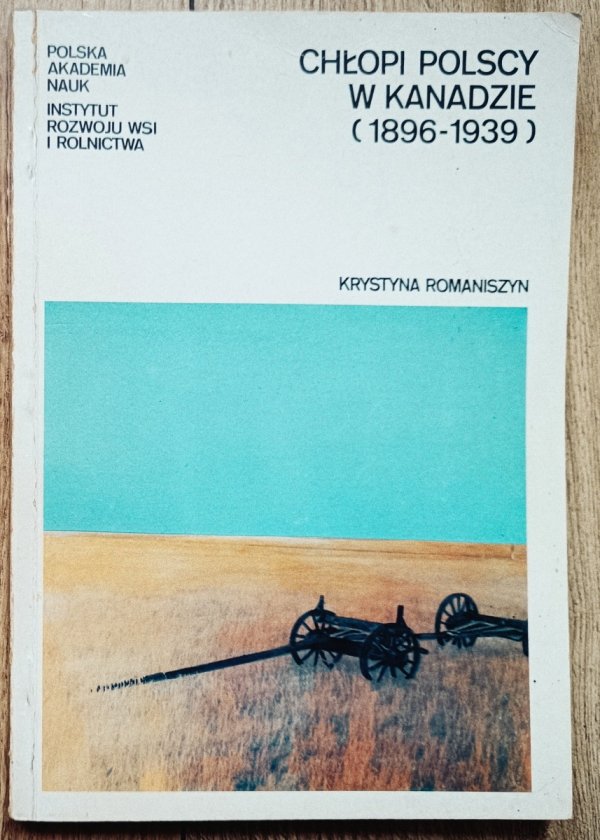 POLSKA
AKADEMIA
NAUK
INSTYTUT
ROZWOJU WSI
I ROLNICTWA
CHŁOPI POLSCY
W KANADZIE
(1896-1939)
KRYSTYNA ROMANISZYN